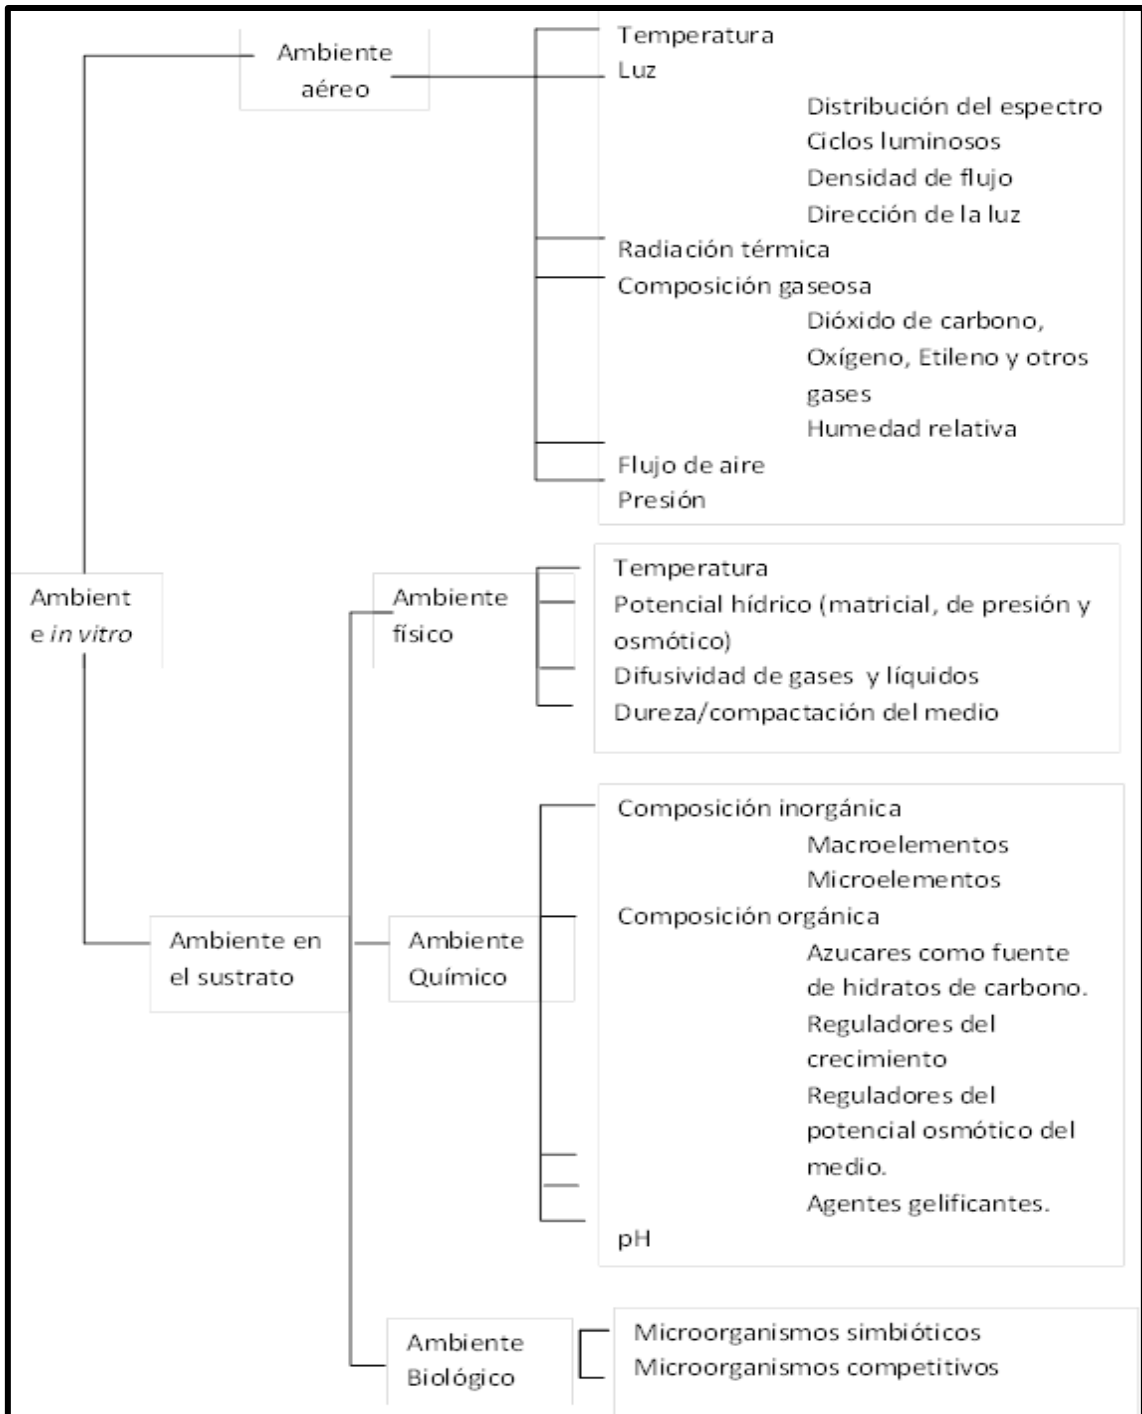 Ambiente
aéreo
Temperatura
Luz
Distribución del espectro
Ciclos luminosos
Densidad de flujo
Dirección de la luz
Radiación térmica
Composición gaseosa
Dióxido de carbono,
Oxígeno, Etileno y otros
gases
Humedad relativa
Flujo de aire
Presión
Ambient
e in vitro
Ambiente
físico
Temperatura
Potencial hídrico (matricial, de presión y
osmótico)
Difusividad de gases y líquidos
Dureza/compactación del medio
Ambiente en
el sustrato
Ambiente
Químico
Composición inorgánica
Macroelementos
Microelementos
Composición orgánica
Azucares como fuente
de hidratos de carbono.
Reguladores del
crecimiento
Reguladores del
potencial osmótico del
medio.
Agentes gelificantes.
pH
Ambiente
Biológico
Microorganismos simbióticos
Microorganismos competitivos